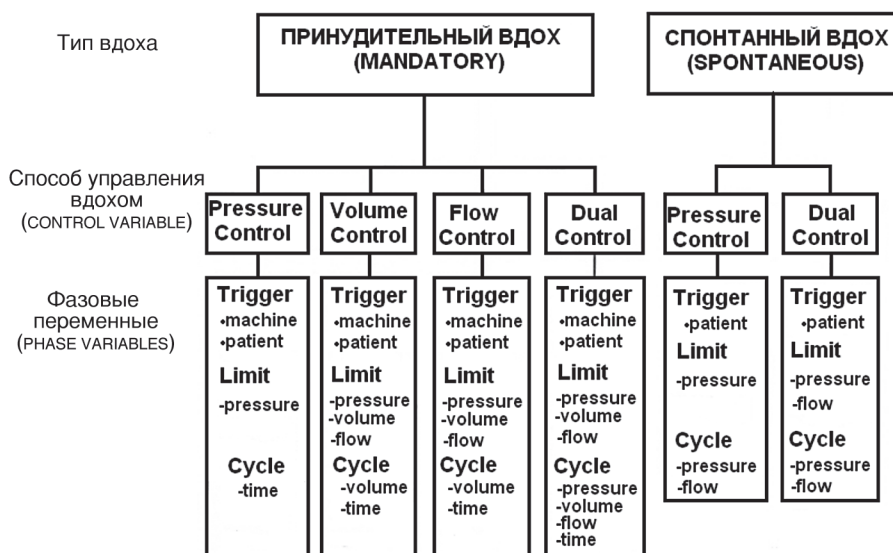 Тип вдоха
ПРИНУДИТЕЛЬНЫЙ ВДОХ
(MANDATORY)
СПОНТАННЫЙ ВДОХ
(SPONTANEOUS)
Способ управления
вдохом
(CONTROL VARIABLE)
Pressure
Control
Volume
Control
Flow
Control
Dual
Control
Pressure
Control
Dual
Control
Фазовые
переменные
(PHASE VARIABLES)
Trigger
•machine
•patient
Limit
-pressure
Cycle
-time
Trigger
•machine
•patient
Limit
-pressure
-volume
-flow
Cycle
-volume
-time
Trigger
•machine
•patient
Limit
-pressure
-volume
-flow
Cycle
-volume
-time
Trigger
•machine
•patient
Limit
-pressure
-volume
-flow
Cycle
-pressure
-volume
-flow
-time
Trigger
•patient
Limit
-pressure
Cycle
-pressure
-flow
Trigger
•patient
Limit
-pressure
-flow
Cycle
-pressure
-flow